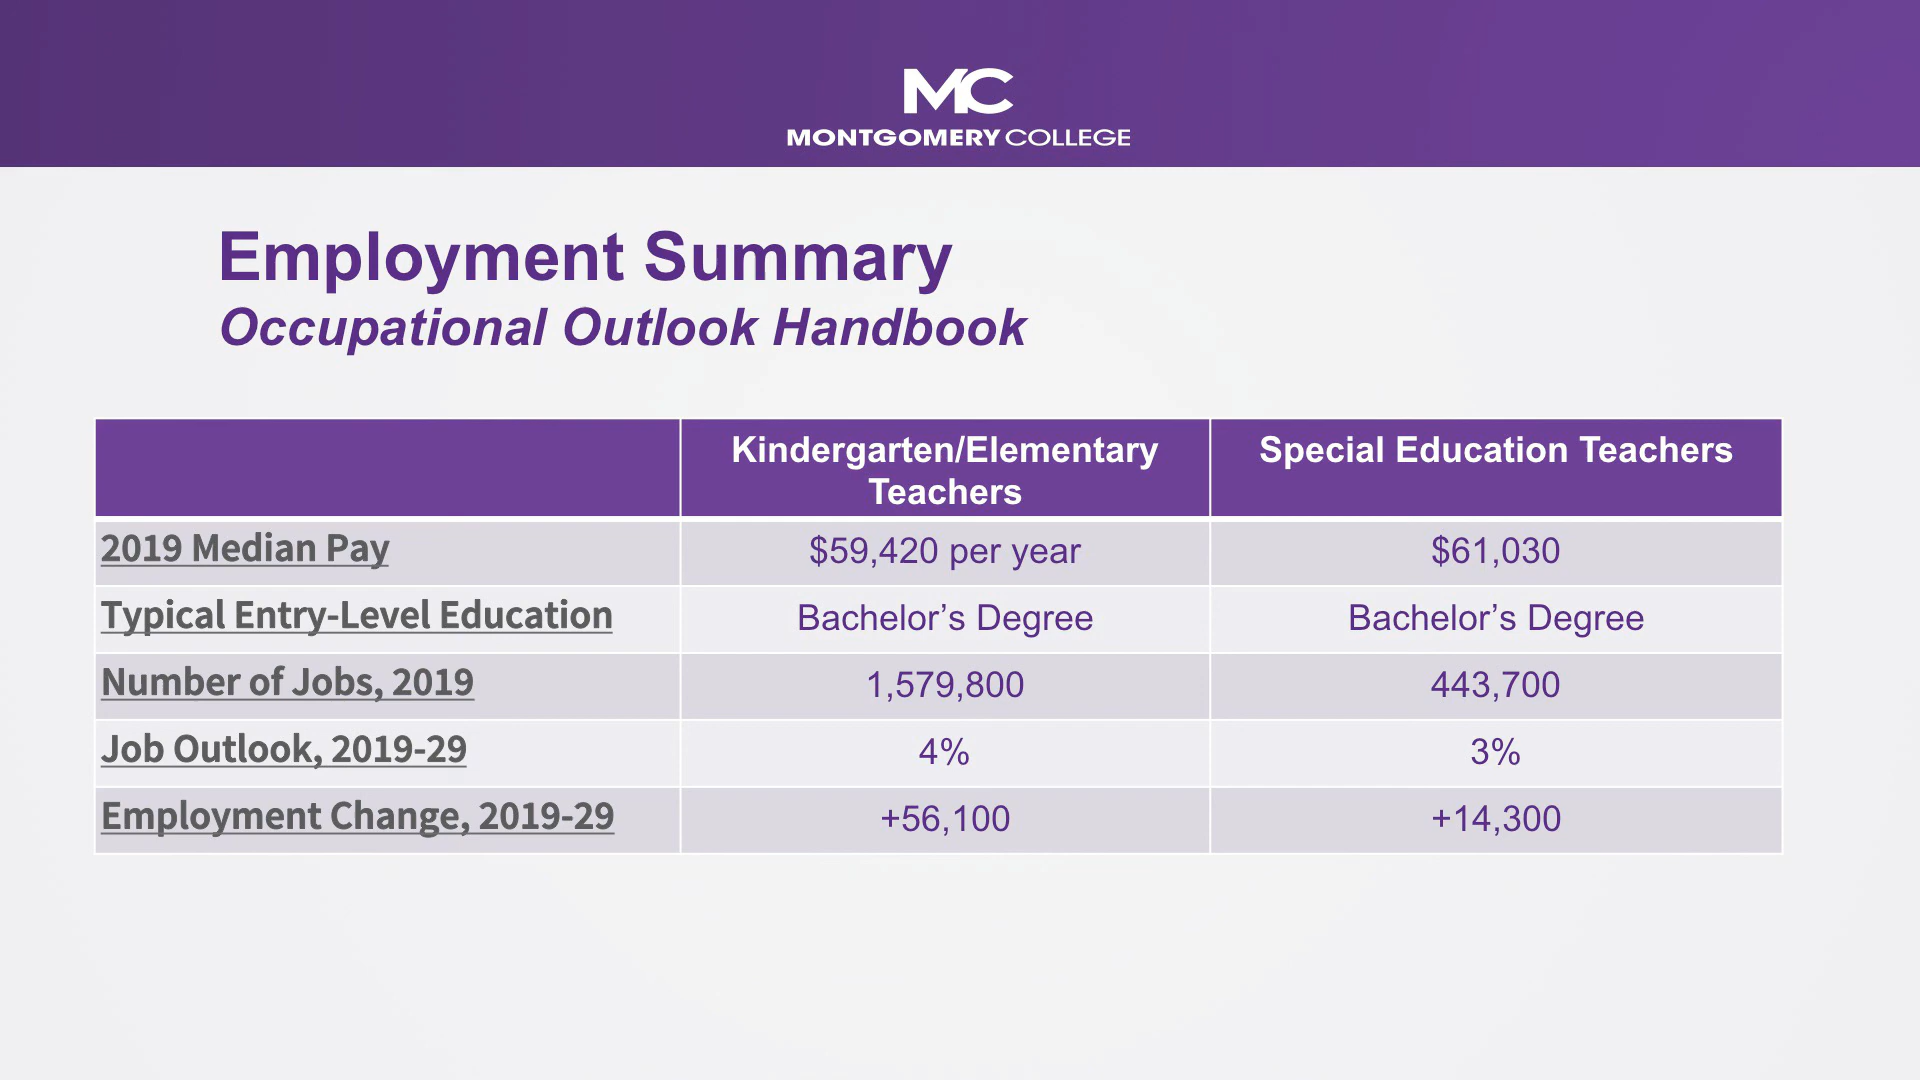 MC
MONTGOMERY COLLEGE
Employment Summary
Occupational Outlook Handbook
Kindergarten/Elementary
Teachers
Special Education Teachers
2019 Median Pay
$59,420 per year
$61,030
Typical Entry-Level Education
Bachelor’s Degree
Bachelor’s Degree
Number of Jobs, 2019
1,579,800
443,700
Job Outlook, 2019-29
4%
3%
Employment Change, 2019-29
+56,100
+14,300